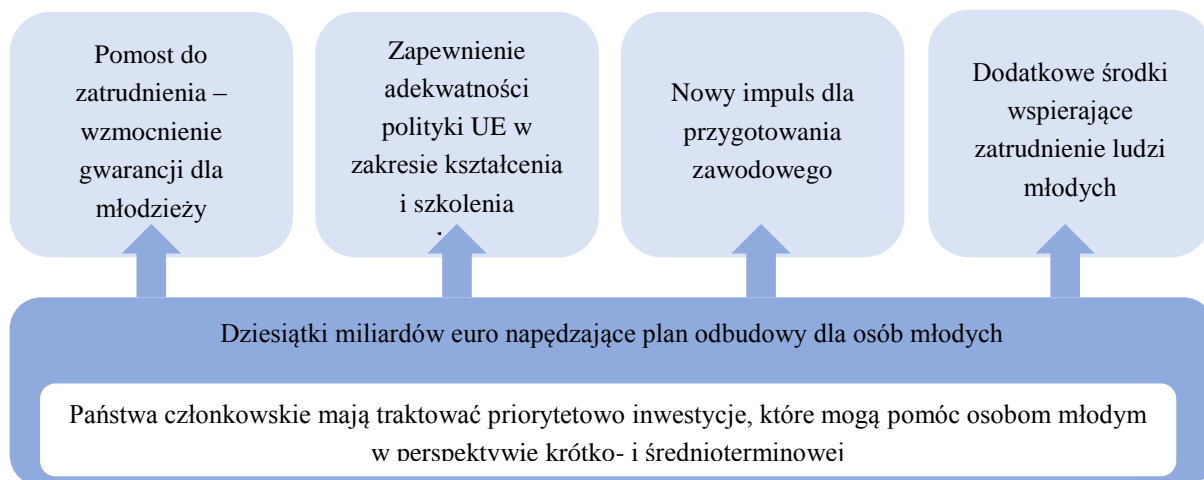 Pomost do
zatrudnienia –
wzmocnienie
gwarancji dla
młodzieży
Zapewnienie
adekwatności
polityki UE w
zakresie kształcenia
i szkolenia
Nowy impuls dla
przygotowania
zawodowego
Dodatkowe środki
wspierające
zatrudnienie ludzi
młodych
Dziesiątki miliardów euro napędzające plan odbudowy dla osób młodych
Państwa członkowskie mają traktować priorytetowo inwestycje, które mogą pomóc osobom młodym
w perspektywie krótko- i średnioterminowej